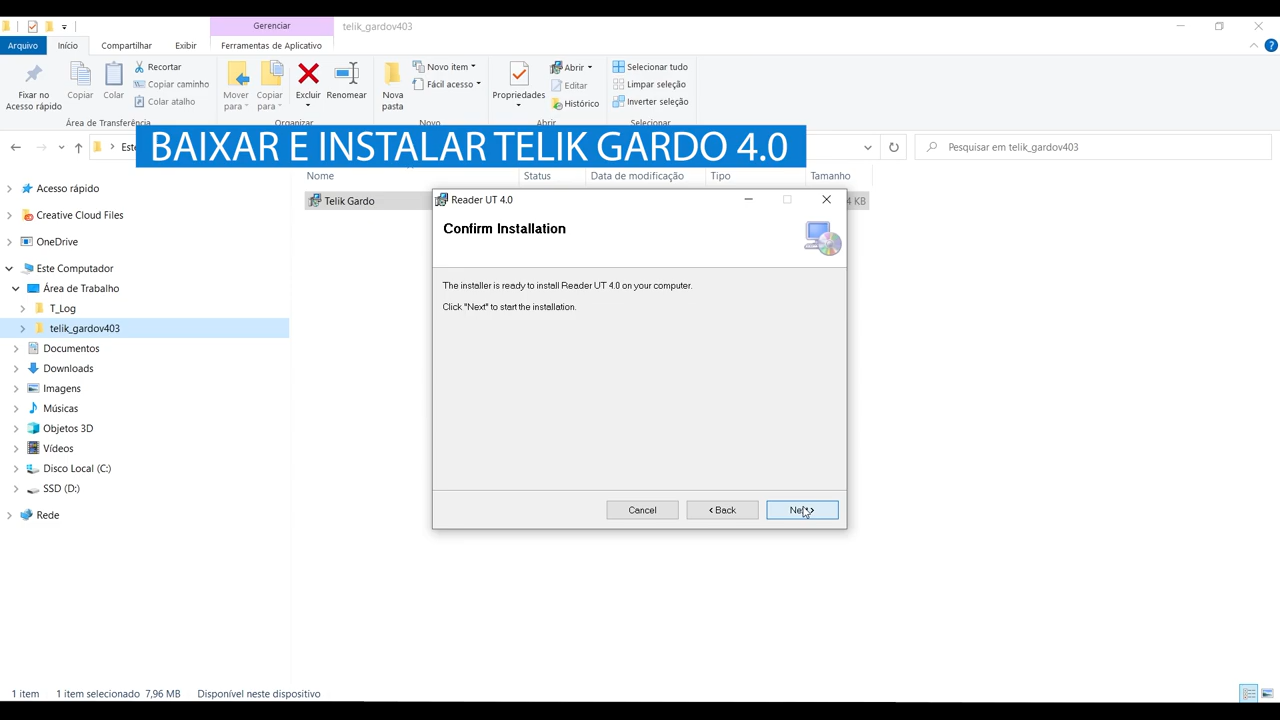 Gerenciar
telik_gardov403
Arquivo
Início
Compartilhar
Exibir
Ferramentas de Aplicativo
Fixar no
Acesso rápido
Copiar
Colar
Recortar
Copiar caminho
Colar atalho
Área de Transferência
Mover
para
Copiar
para
Excluir
Renomear
Organizar
Nova
pasta
Novo item
Fácil acesso
Novo
Propriedades
Abrir
Editar
Histórico
Abrir
Selecionar tudo
Limpar seleção
Inverter seleção
Selecionar
BAIXAR E INSTALAR TELIK GARDO 4.0
Pesquisar em telik_gardov403
Nome
Status
Data de modificação
Tipo
Tamanho
Telik Gardo
KB
Acesso rápido
Creative Cloud Files
OneDrive
Este Computador
Área de Trabalho
T_Log
telik_gardov403
Documentos
Downloads
Imagens
Músicas
Objetos 3D
Vídeos
Disco Local (C:)
SSD (D:)
Rede
Reader UT 4.0
Confirm Installation
The installer is ready to install Reader UT 4.0 on your computer.
Click "Next" to start the installation.
Cancel
< Back
1 item
1 item selecionado 7,96 MB
Disponível neste dispositivo